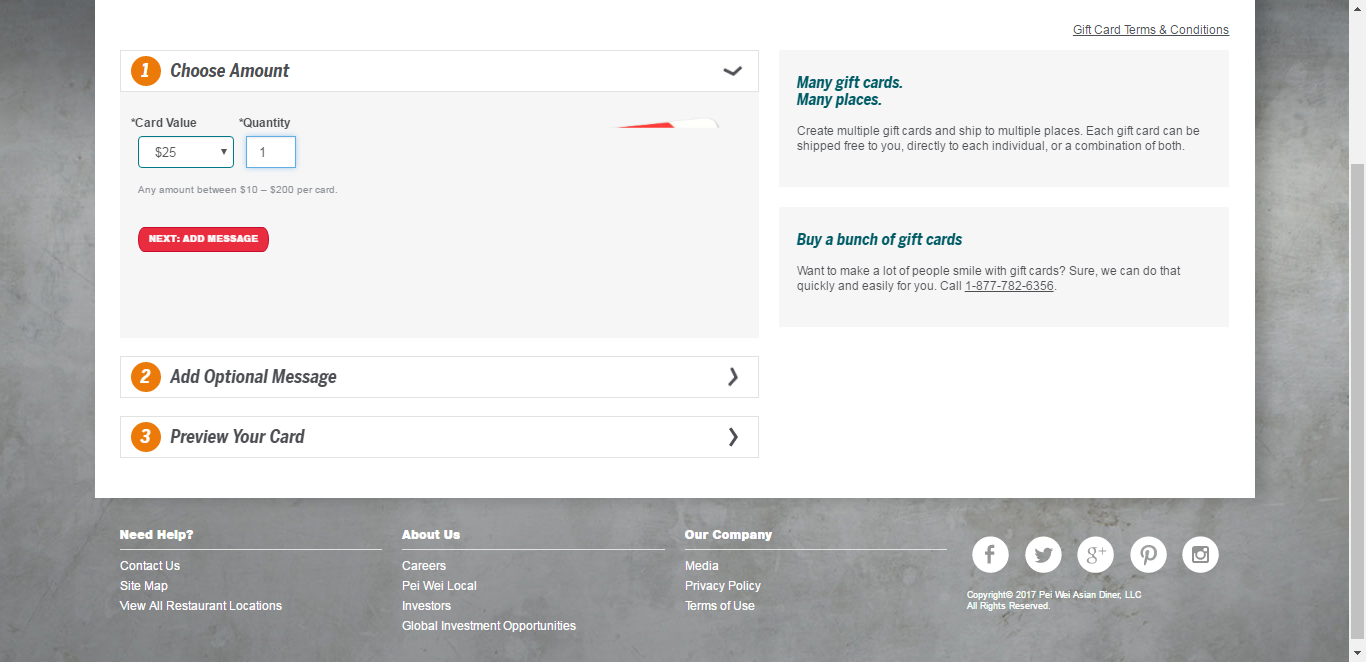 Gift Card Terms & Conditions
1 Choose Amount
*Card Value *Quantity
$25 1
Any amount between $10 – $200 per card.
NEXT: ADD MESSAGE
2 Add Optional Message
3 Preview Your Card
Many gift cards.
Many places.
Create multiple gift cards and ship to multiple places. Each gift card can be
shipped free to you, directly to each individual, or a combination of both.
Buy a bunch of gift cards
Want to make a lot of people smile with gift cards? Sure, we can do that
quickly and easily for you. Call 1-877-782-6356.
Need Help?
Contact Us
Site Map
View All Restaurant Locations
About Us
Careers
Pei Wei Local
Investors
Global Investment Opportunities
Our Company
Media
Privacy Policy
Terms of Use
f g+
Copyright© 2017 Pei Wei Asian Diner, LLC
All Rights Reserved.